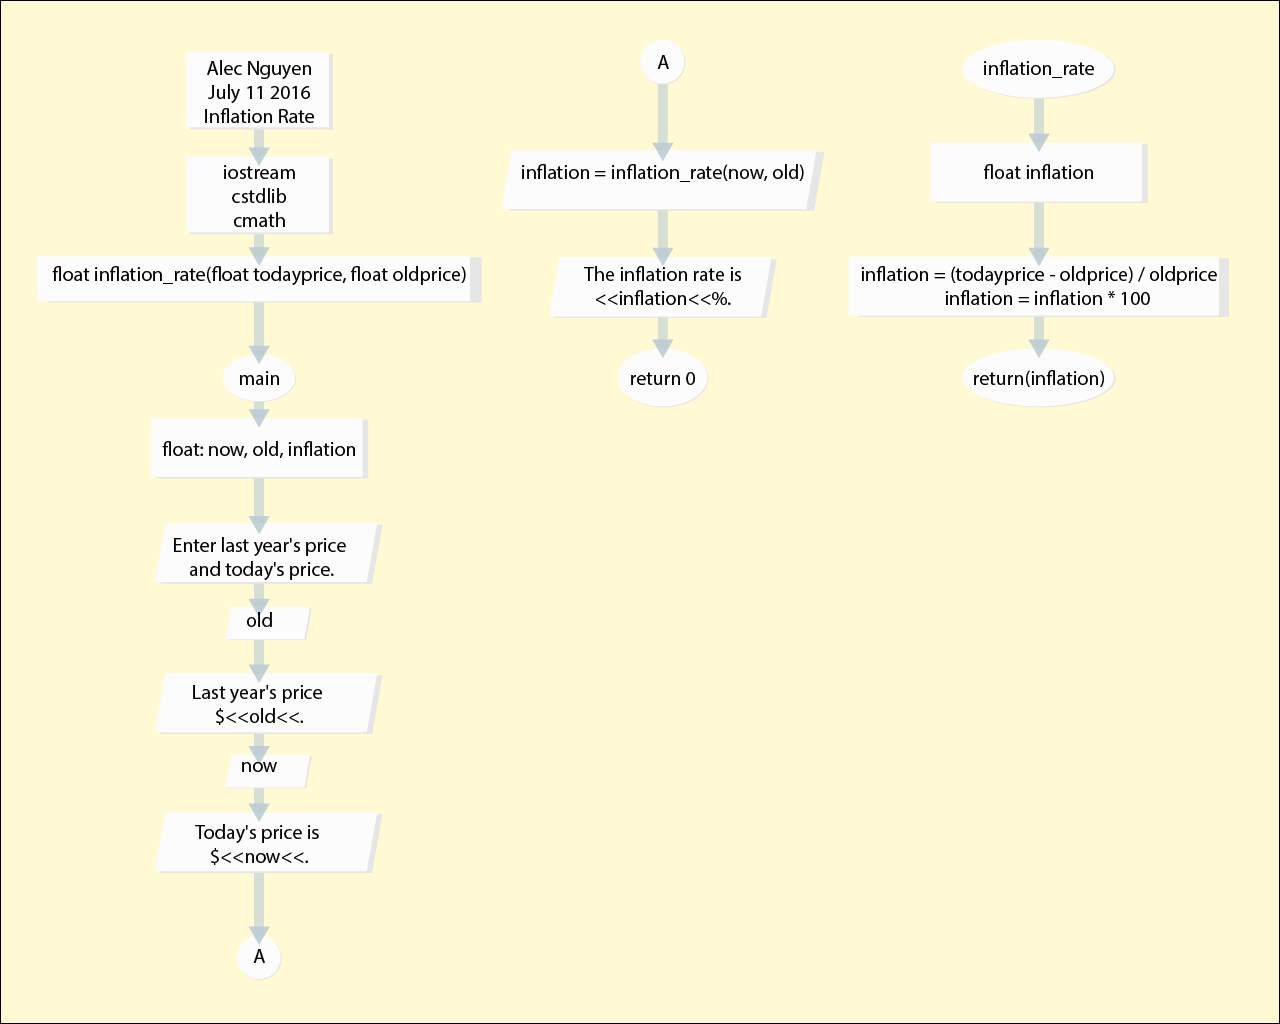 Alec Nguyen
July 11 2016
Inflation Rate
iostream
cstdlib
cmath
float inflation_rate(float todayprice, float oldprice)
main
float: now, old, inflation
Enter last year's price
and today's price.
old
Last year's price
$<<old<<.
now
Today's price is
$<<now<<.
A
A
inflation = inflation_rate(now, old)
The inflation rate is
<<inflation<<%.
return 0
inflation_rate
float inflation
inflation = (todayprice - oldprice) / oldprice
inflation = inflation * 100
return(inflation)